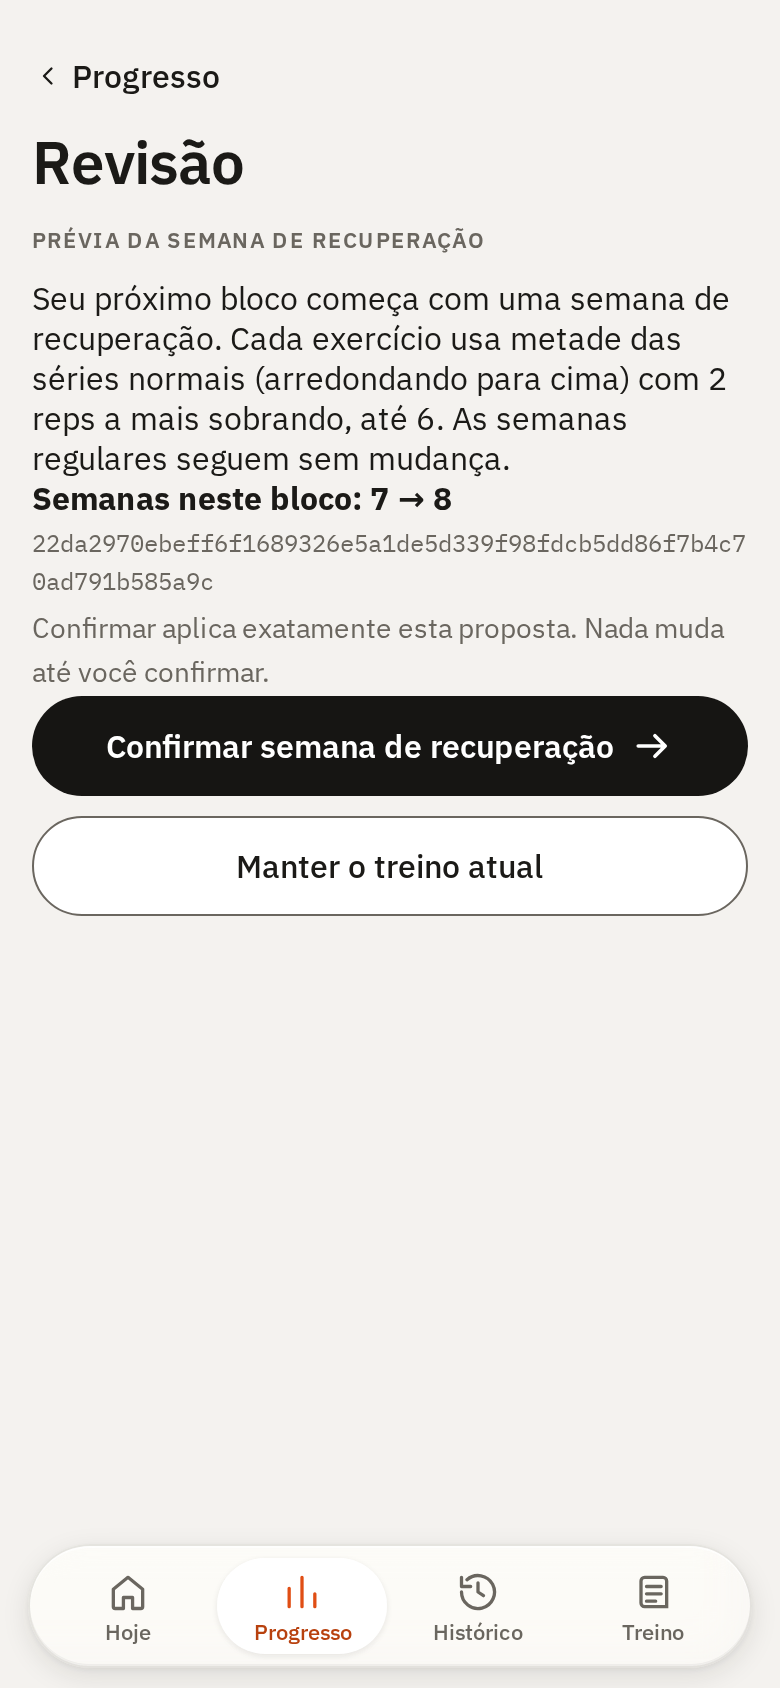 Progresso
Revisão
PRÉVIA DA SEMANA DE RECUPERAÇÃO
Seu próximo bloco começa com uma semana de
recuperação. Cada exercício usa metade das
séries normais (arredondando para cima) com 2
reps a mais sobrando, até 6. As semanas
regulares seguem sem mudança.
Semanas neste bloco: 7 → 8
22da2970ebeff6f1689326e5a1de5d339f98fdcb5dd86f7b4c7
0ad791b585a9c
Confirmar aplica exatamente esta proposta. Nada muda
até você confirmar.
Confirmar semana de recuperação →
Manter o treino atual
Hoje
Progresso
Histórico
Treino